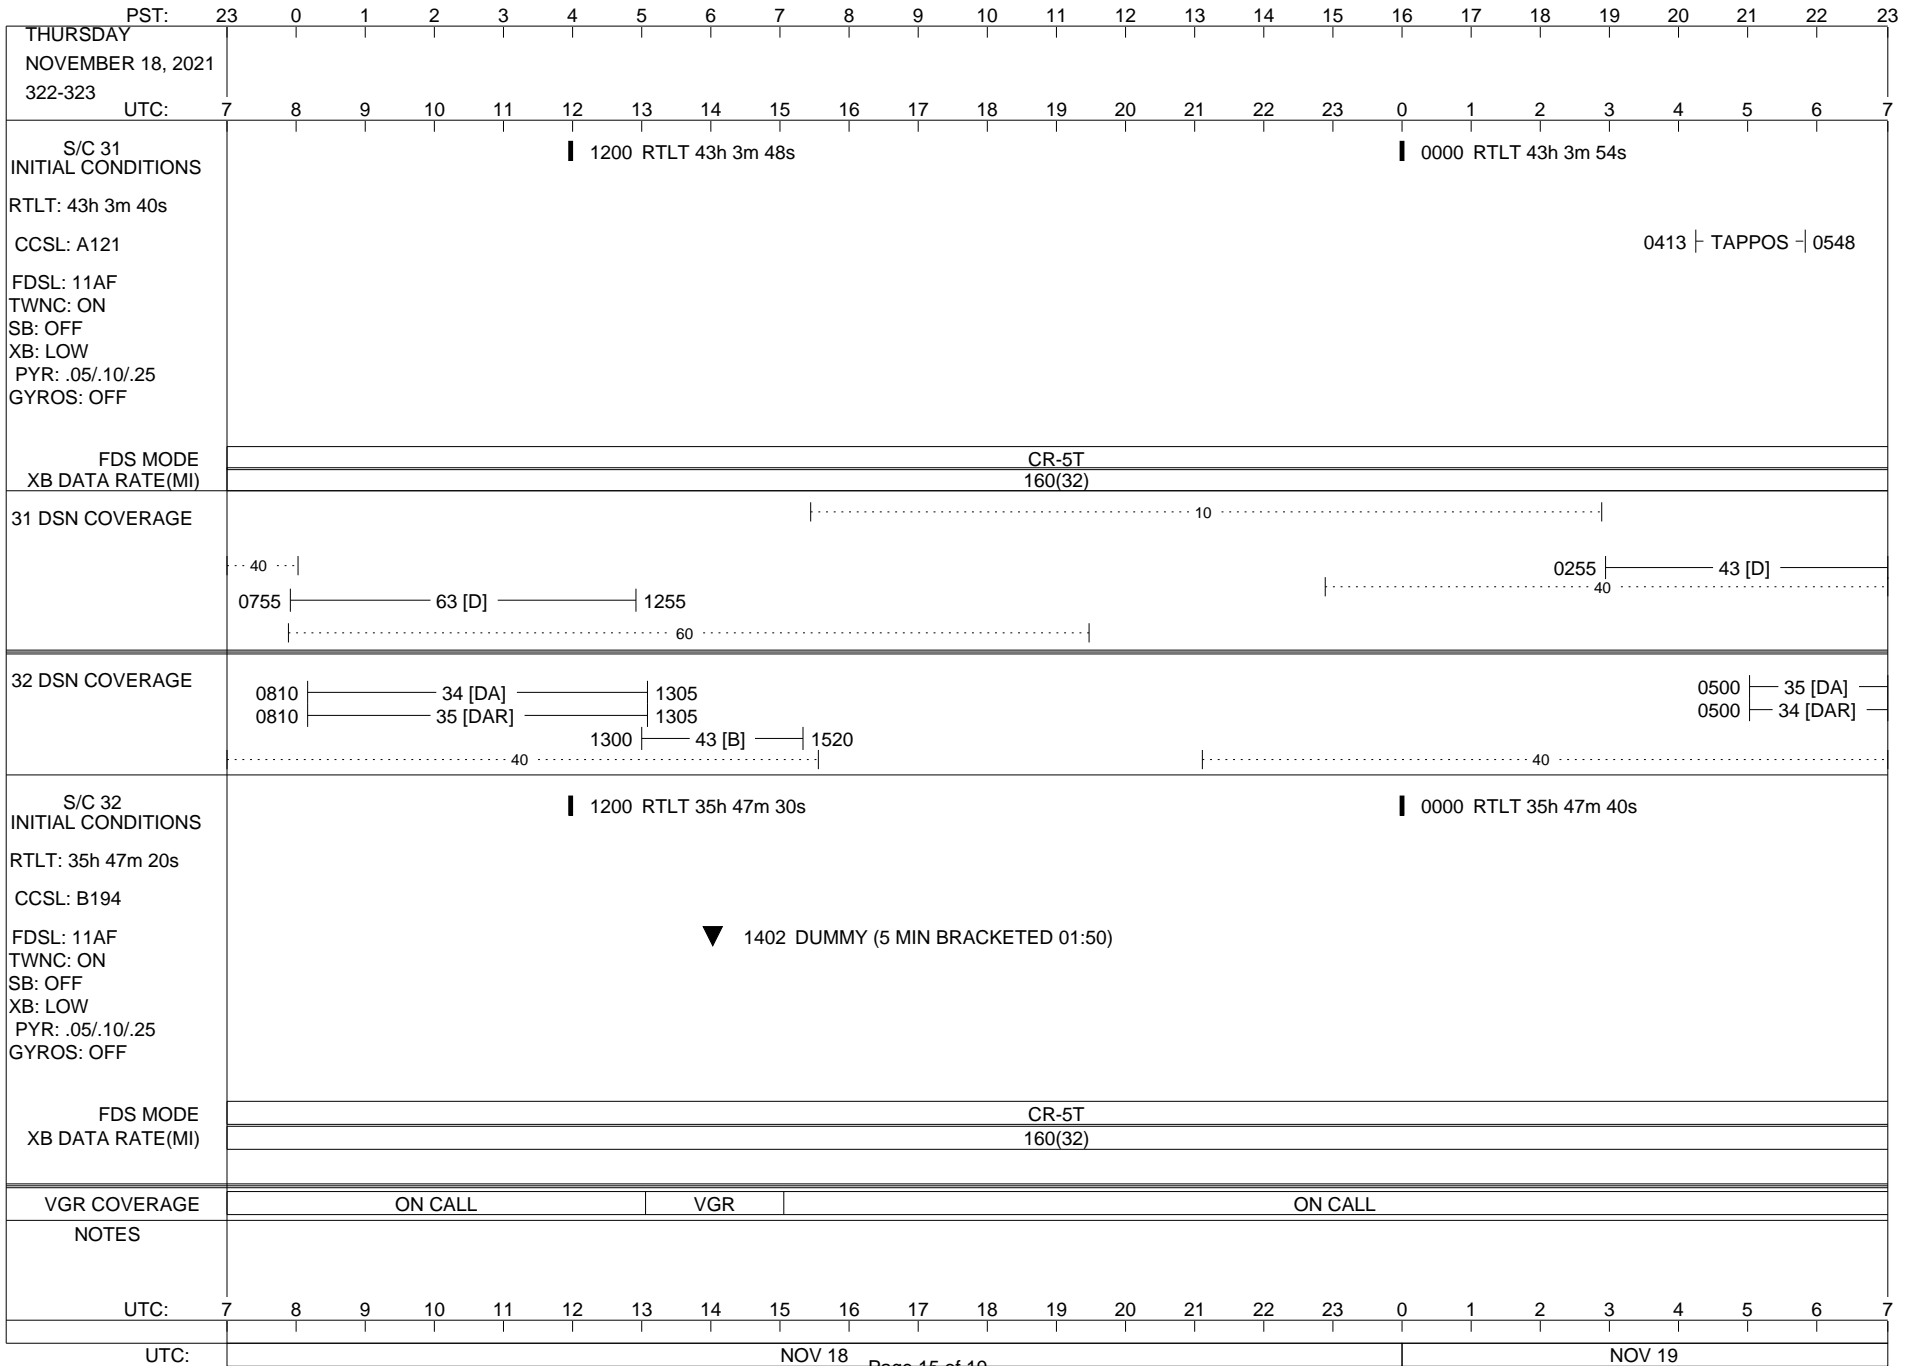 PST: 23 0 1 2 3 4 5 6 7 8 9 10 11 12 13 14 15 16 17 18 19 20 21 22 23
THURSDAY
NOVEMBER 18, 2021
322-323
UTC: 7 8 9 10 11 12 13 14 15 16 17 18 19 20 21 22 23 0 1 2 3 4 5 6 7
S/C 31
INITIAL CONDITIONS
1200 RTLT 43h 3m 48s
0000 RTLT 43h 3m 54s
RTLT: 43h 3m 40s
CCSL: A121
0413 TAPPOS 0548
FDSL: 11AF
TWNC: ON
SB: OFF
XB: LOW
PYR: .05/.10/.25
GYROS: OFF
FDS MODE CR-5T
XB DATA RATE(MI) 160(32)
31 DSN COVERAGE
10
40
0255 43 [D]
40
0755 63 [D] 1255
60
32 DSN COVERAGE
0810 34 [DA] 1305
0500 35 [DA]
0810 35 [DAR] 1305
0500 34 [DAR]
1300 43 [B] 1520
40
40
S/C 32
INITIAL CONDITIONS
1200 RTLT 35h 47m 30s
0000 RTLT 35h 47m 40s
RTLT: 35h 47m 20s
CCSL: B194
FDSL: 11AF
1402 DUMMY (5 MIN BRACKETED 01:50)
TWNC: ON
SB: OFF
XB: LOW
PYR: .05/.10/.25
GYROS: OFF
FDS MODE CR-5T
XB DATA RATE(MI) 160(32)
VGR COVERAGE ON CALL VGR ON CALL
NOTES
UTC: 7 8 9 10 11 12 13 14 15 16 17 18 19 20 21 22 23 0 1 2 3 4 5 6 7
UTC: NOV 18 NOV 19
Page 15 of 19